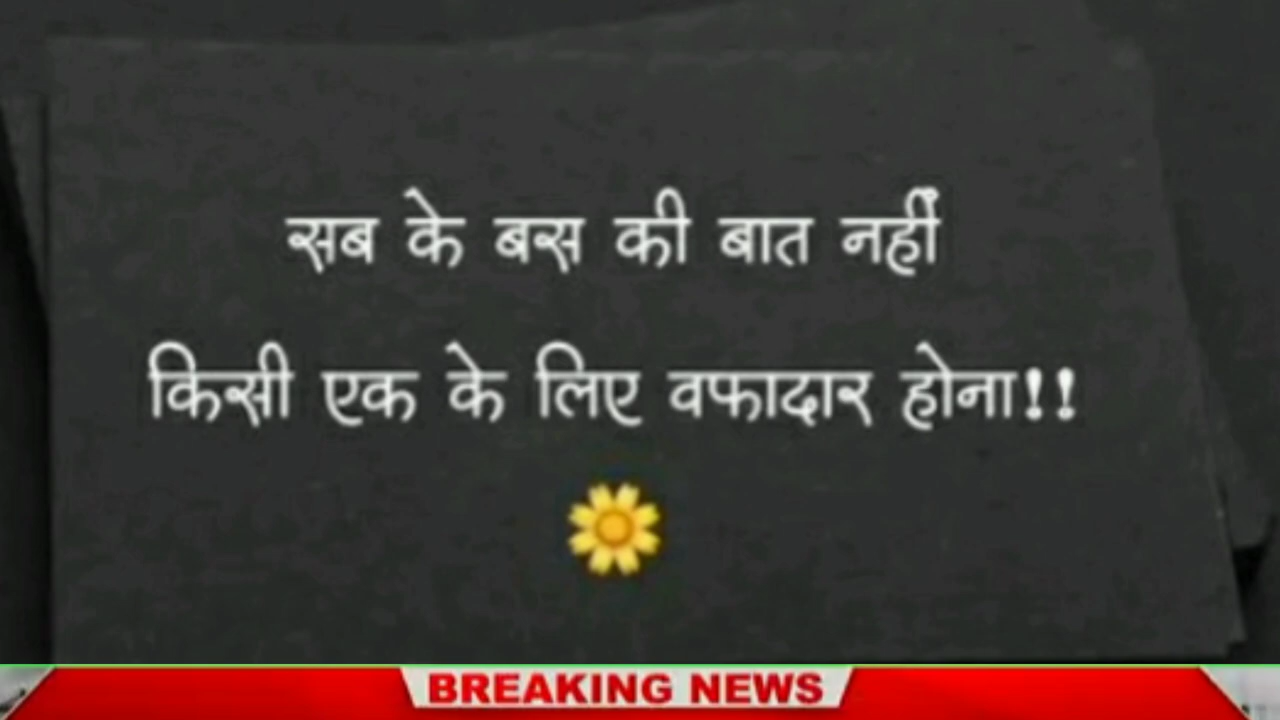 सब के बस की बात नहीं
किसी एक के लिए वफादार होना!!
BREAKING NEWS